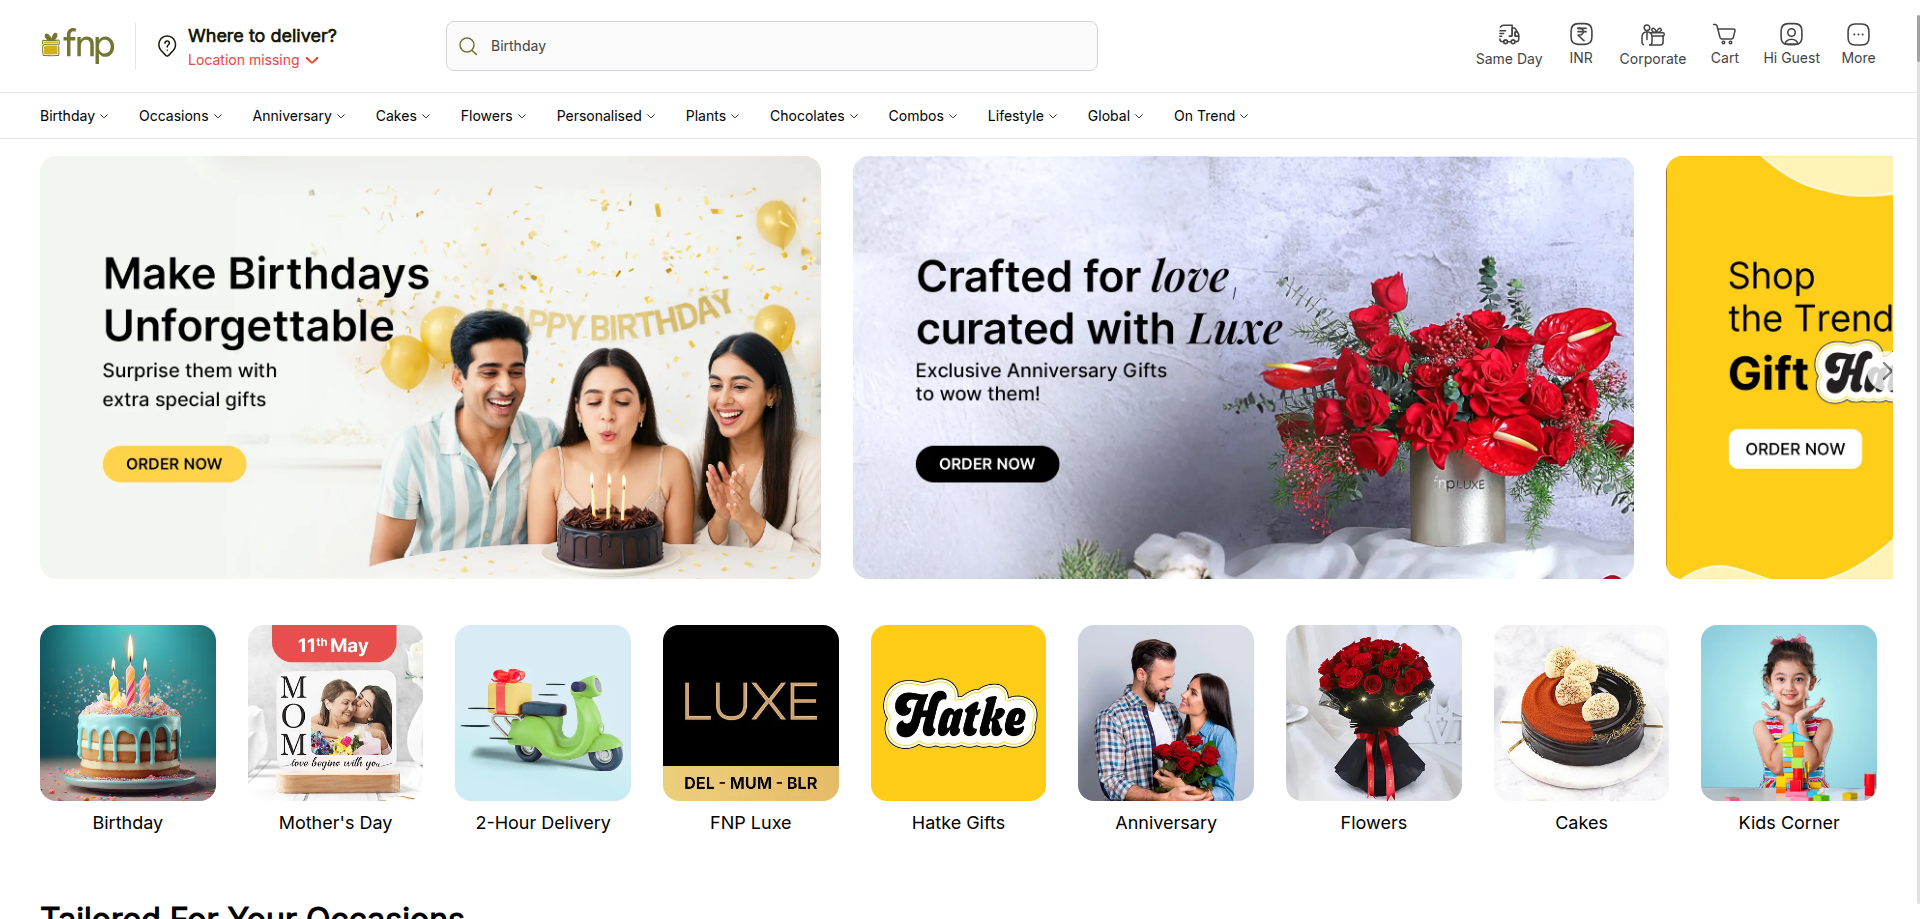 fnp
Where to deliver?
Location missing
Birthday
Same Day
INR
Corporate
Cart
Hi Guest
More
Birthday
Occasions
Anniversary
Cakes
Flowers
Personalised
Plants
Chocolates
Combos
Lifestyle
Global
On Trend
Make Birthdays
Unforgettable
Surprise them with
extra special gifts
ORDER NOW
APPY BIRTHDAY
Crafted for love,
curated with Luxe
Exclusive Anniversary Gifts
to wow them!
ORDER NOW
fnp LUXE
Shop
the Trend
Gift
ORDER NOW
11th May
MOM
love begins with you
LUXE
DEL - MUM - BLR
Hatke
Birthday
Mother's Day
2-Hour Delivery
FNP Luxe
Hatke Gifts
Anniversary
Flowers
Cakes
Kids Corner
Tailored For Your Occasions